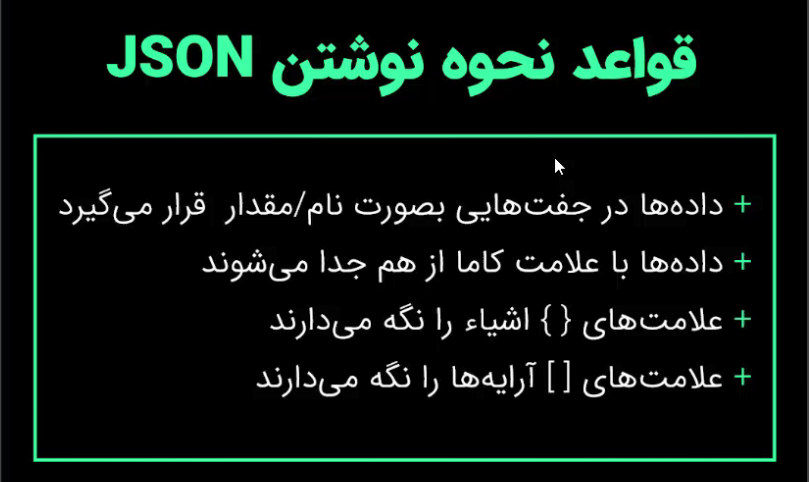 قواعد نحوه نوشتن JSON
+ داده‌ها در جفت‌هایی بصورت نام/مقدار قرار می‌گیرد
+ داده‌ها با علامت کاما از هم جدا می‌شوند
+ علامت‌های { } اشیاء را نگه می‌دارند
+ علامت‌های [ ] آرایه‌ها را نگه می‌دارند